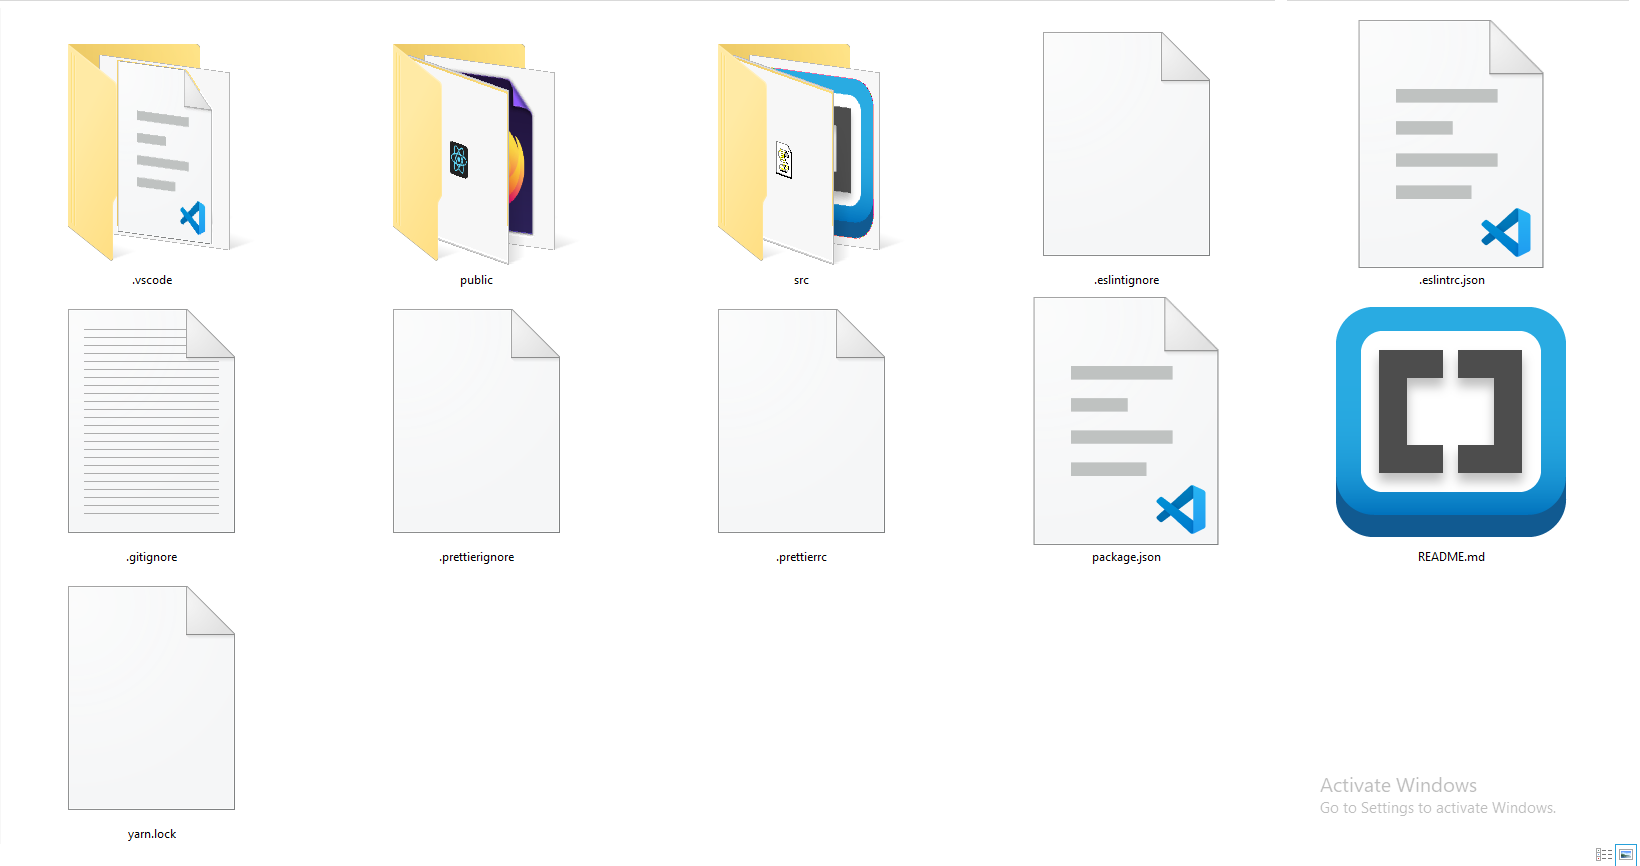 .vscode
public
src
.eslintignore
.eslintrc.json
.gitignore
.prettierignore
.prettierrc
package.json
README.md
yarn.lock
Activate Windows
Go to Settings to activate Windows.